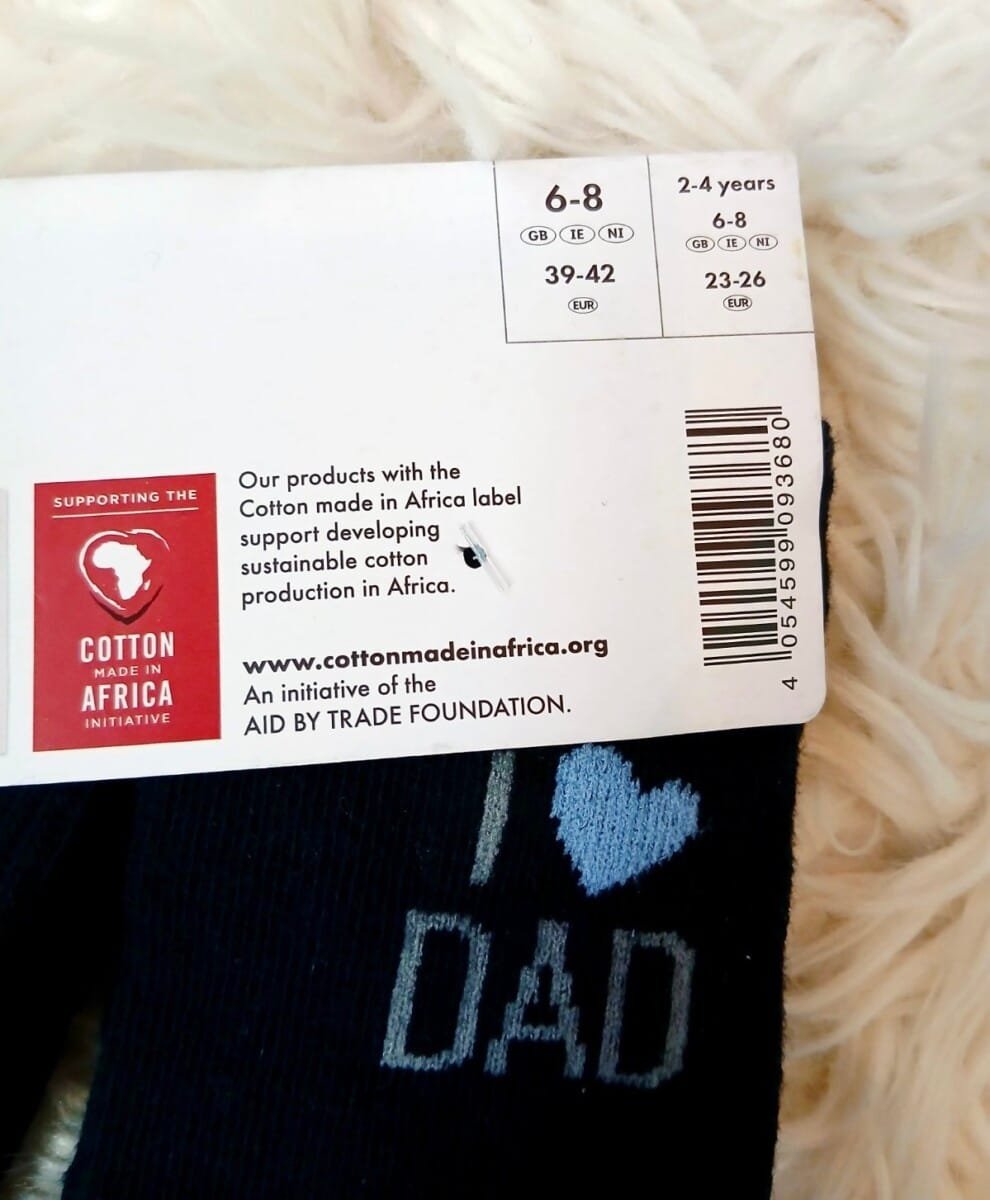 6-8
GB IE NI
39-42
EUR
2-4 years
6-8
GB IE NI
23-26
EUR
SUPPORTING THE
COTTON
MADE IN
AFRICA
INITIATIVE
Our products with the
Cotton made in Africa label
support developing
sustainable cotton
production in Africa.
www.cottonmadeinafrica.org
An initiative of the
AID BY TRADE FOUNDATION.
4 054599 093680
I
DAD